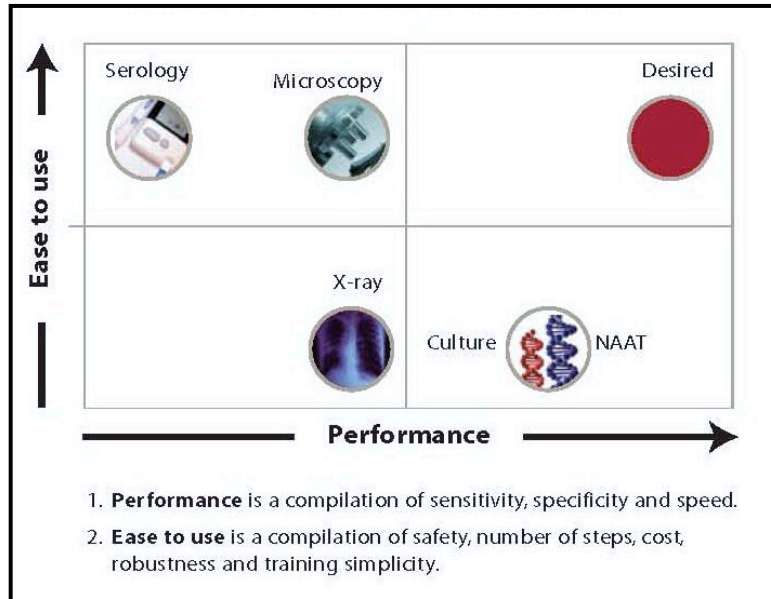 Serology
Microscopy
Desired
Ease to use
X-ray
Culture
NAAT
Performance
1. Performance is a compilation of sensitivity, specificity and speed.
2. Ease to use is a compilation of safety, number of steps, cost,
robustness and training simplicity.